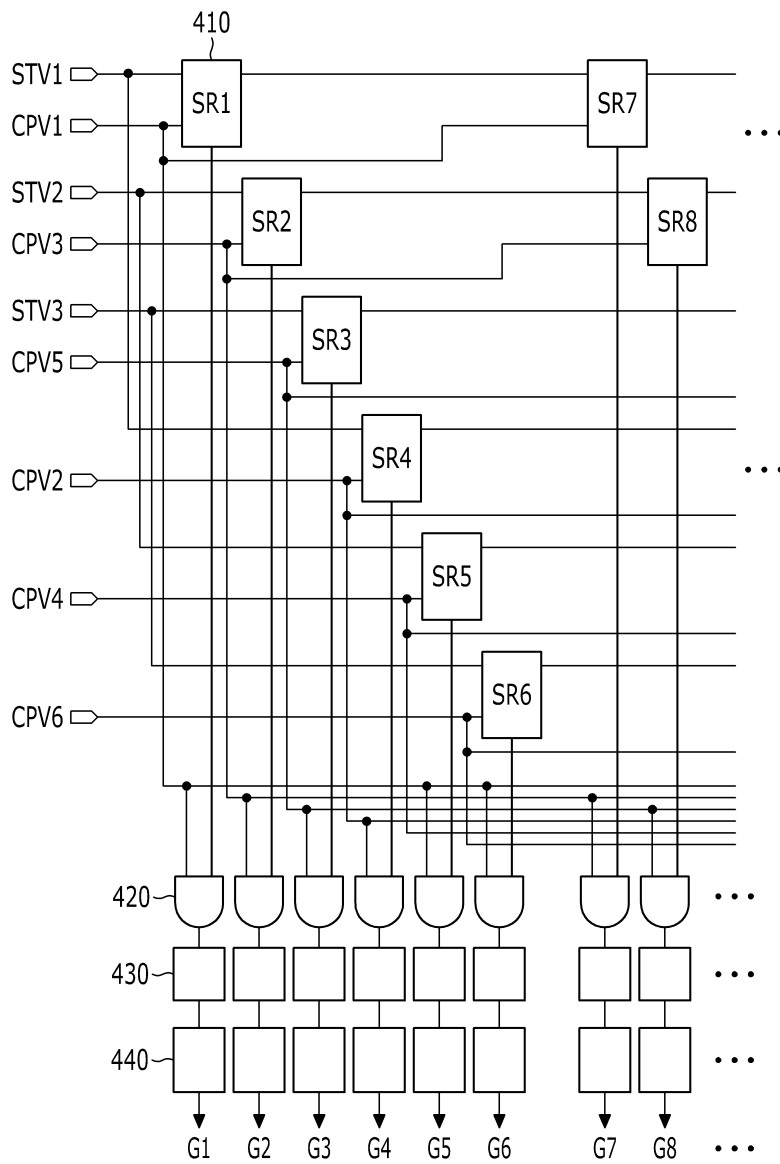 410
STV1
SR1
SR7
CPV1
...
STV2
SR2
SR8
CPV3
STV3
SR3
CPV5
SR4
CPV2
...
SR5
CPV4
SR6
CPV6
420
...
430
...
440
...
G1 G2 G3 G4 G5 G6 G7 G8 ...